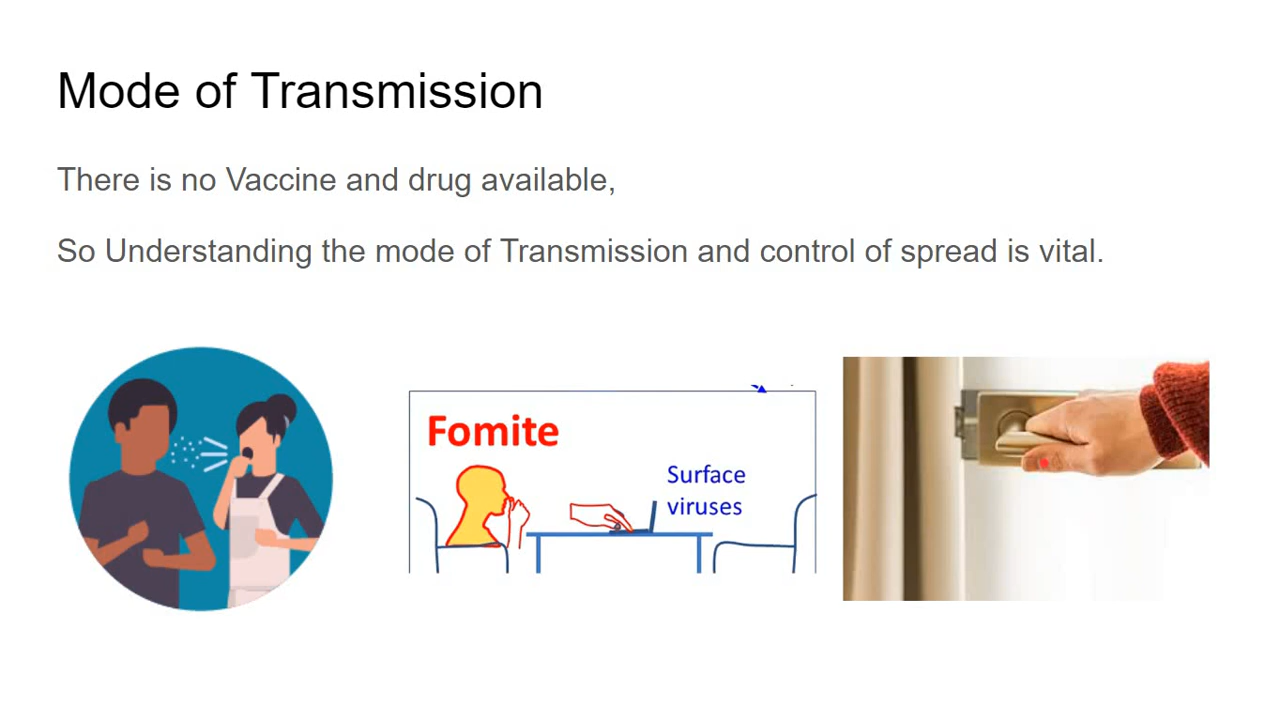 Mode of Transmission
There is no Vaccine and drug available,
So Understanding the mode of Transmission and control of spread is vital.
Fomite
Surface
viruses